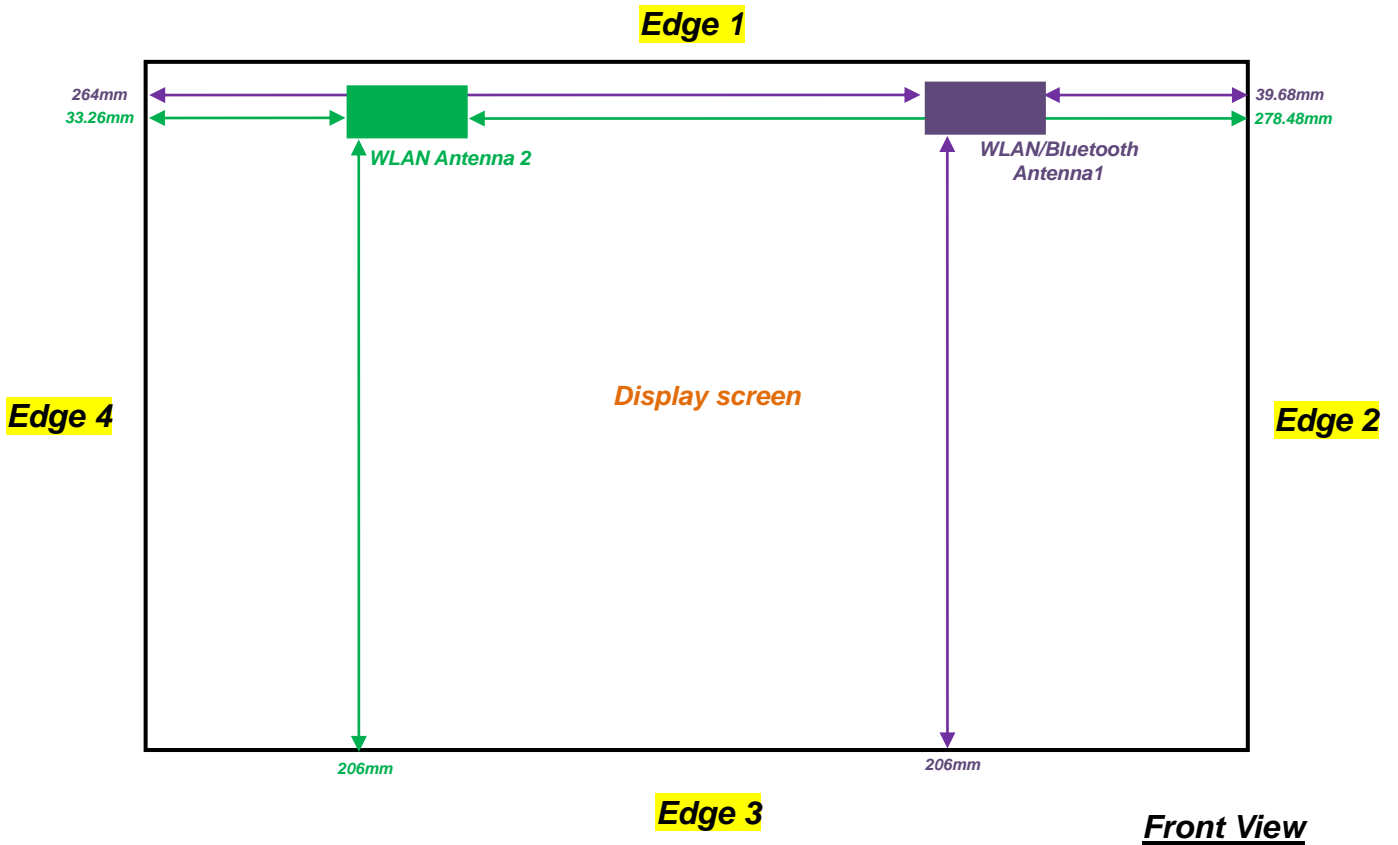 Edge 1
264mm
39.68mm
33.26mm
278.48mm
WLAN Antenna 2
WLAN/Bluetooth
Antenna1
Display screen
Edge 4
Edge 2
206mm
206mm
Edge 3
Front View